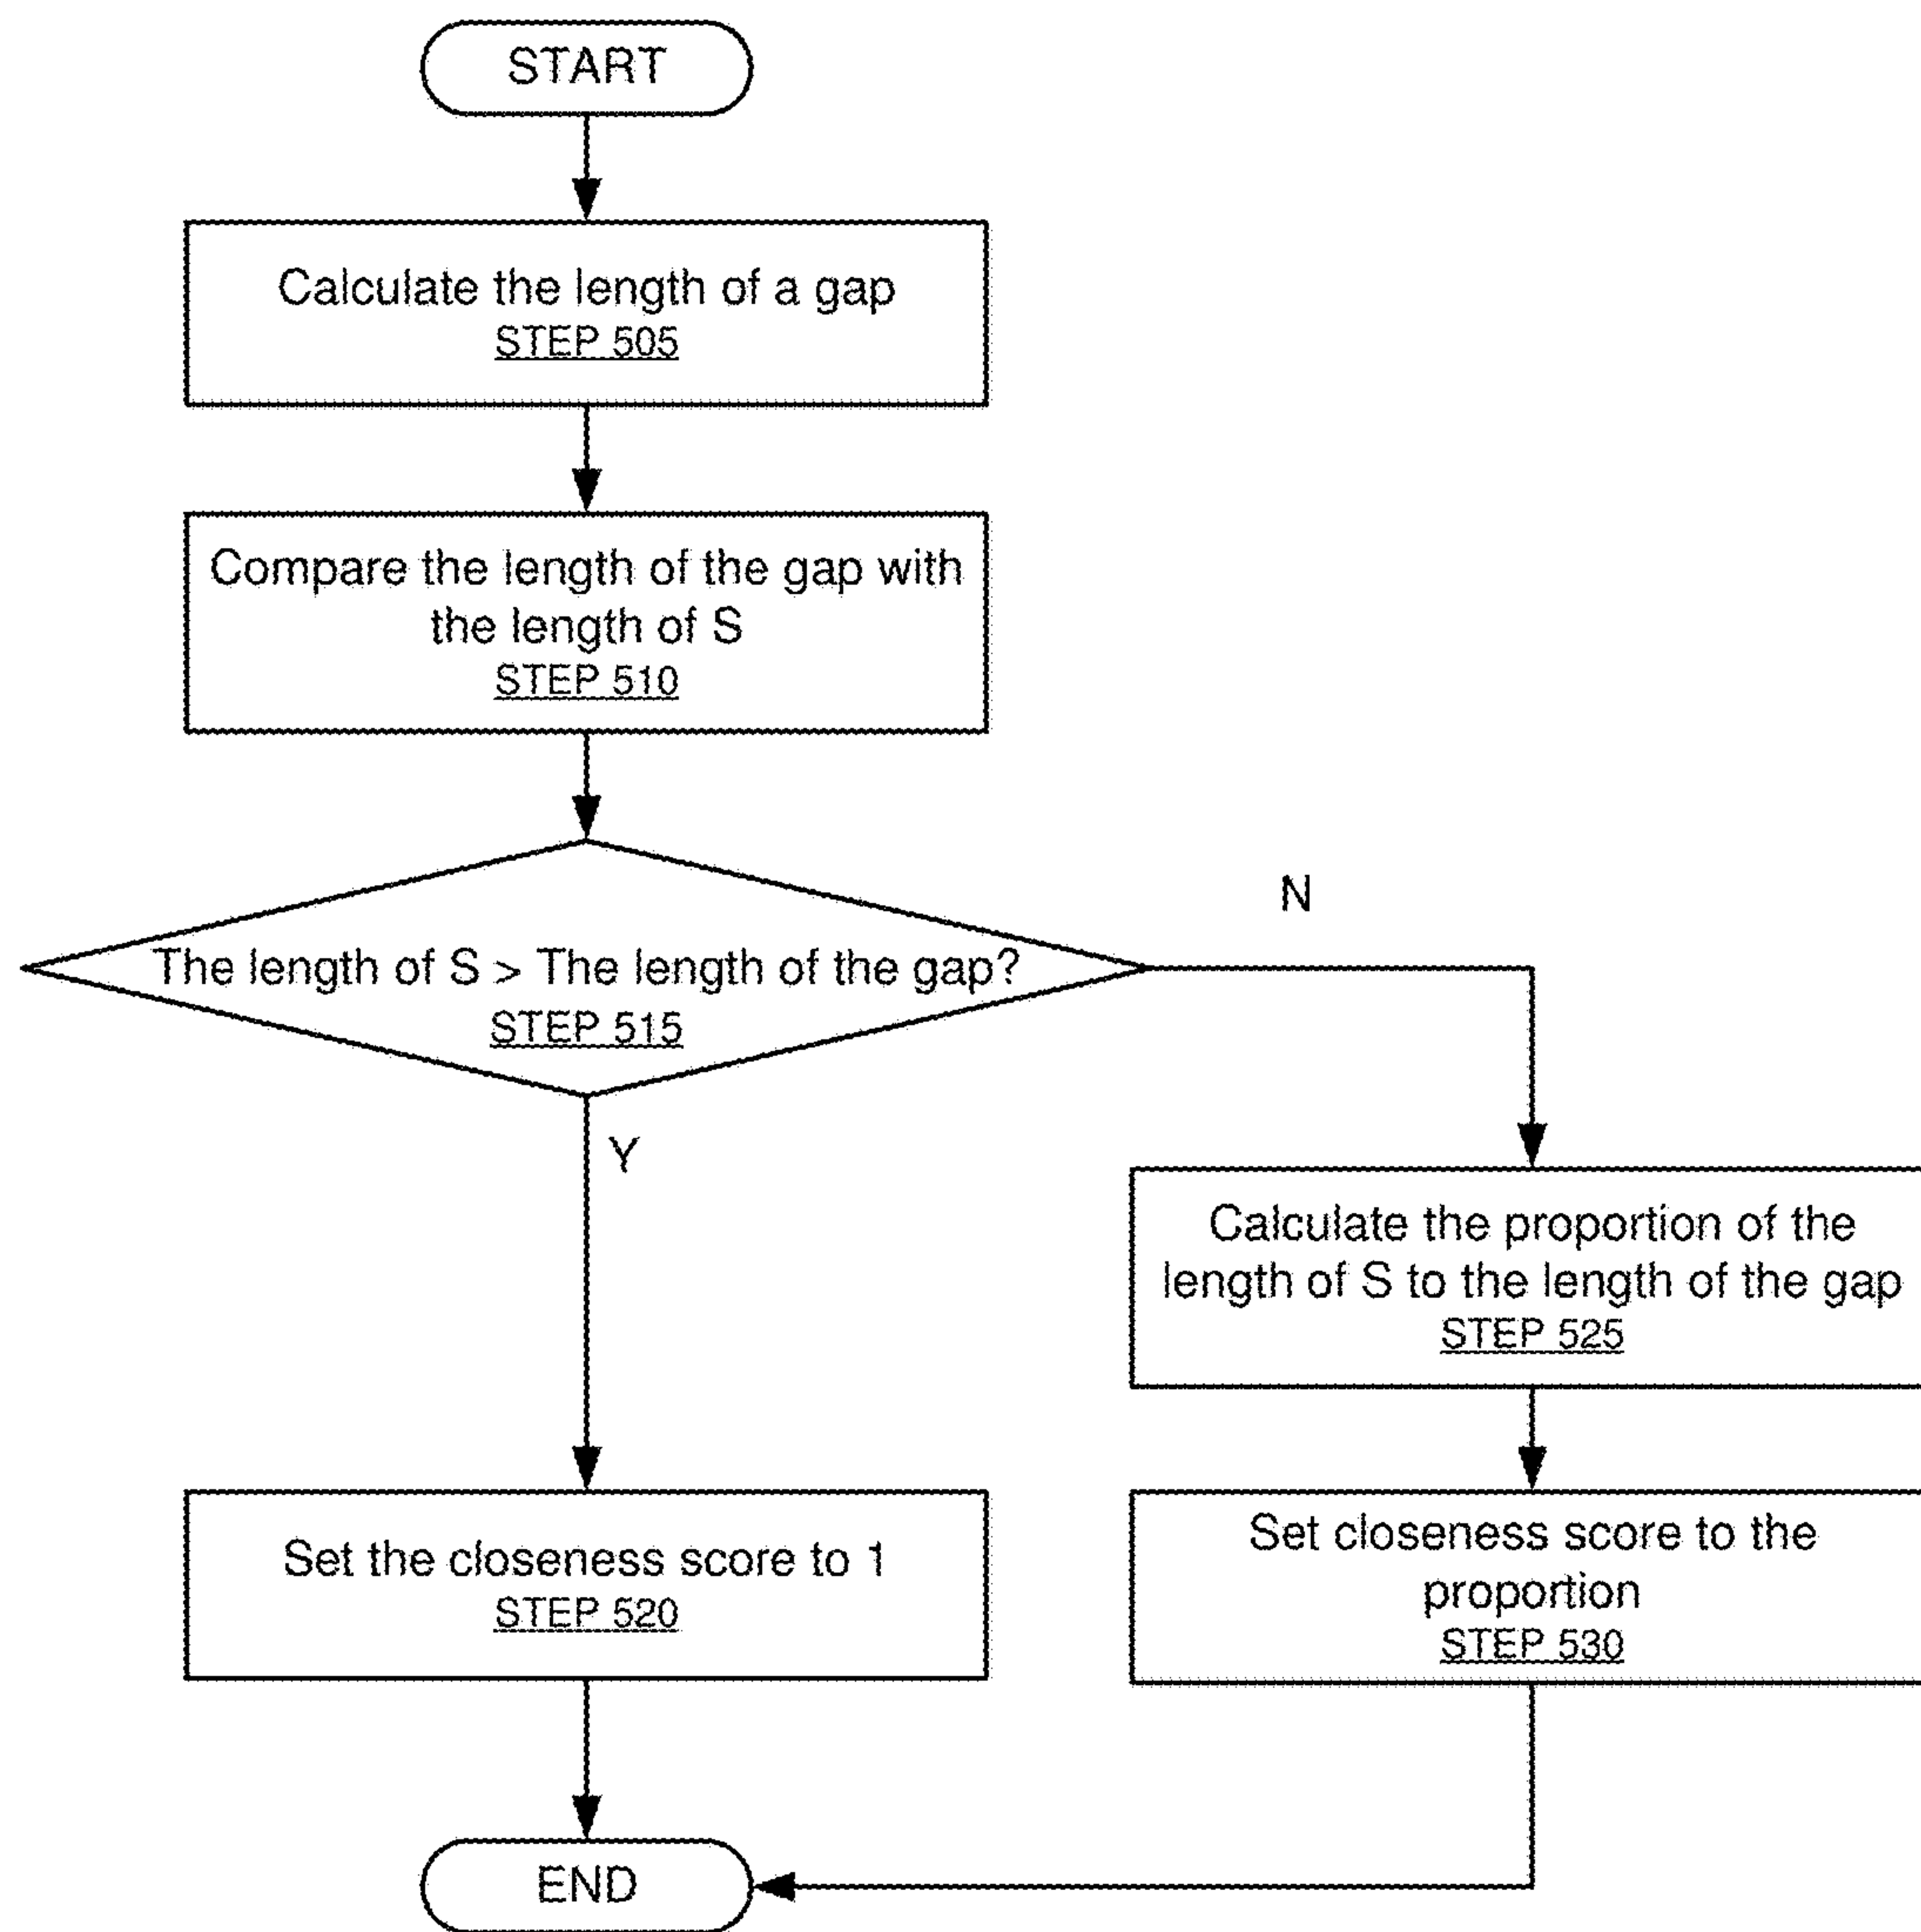 START
Calculate the length of a gap
STEP 505
Compare the length of the gap with
the length of S
STEP 510
The length of S > The length of the gap?
STEP 515
N
Y
Calculate the proportion of the
length of S to the length of the gap
STEP 525
Set the closeness score to 1
STEP 520
Set closeness score to the
proportion
STEP 530
END